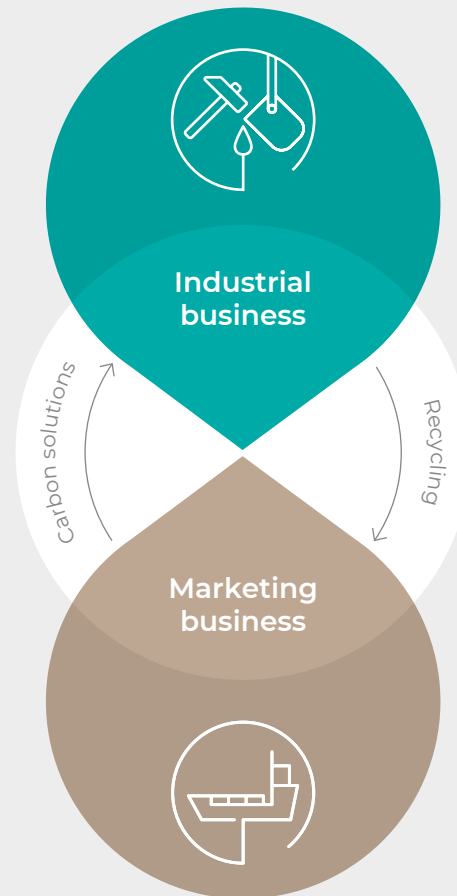 Industrial
business
Carbon solutions
Recycling
Marketing
business